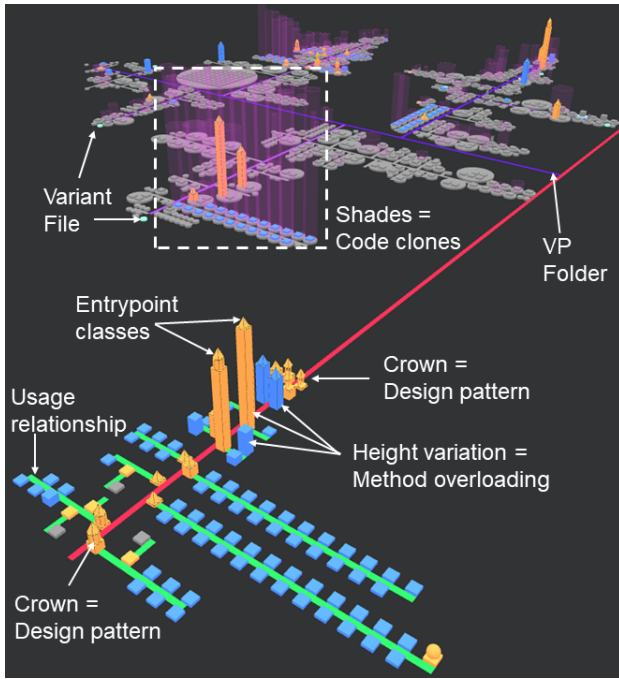 Variant
File
Shades =
Code clones
VP
Folder
Entrypoint
classes
Crown =
Design pattern
Usage
relationship
Height variation =
Method overloading
Crown =
Design pattern